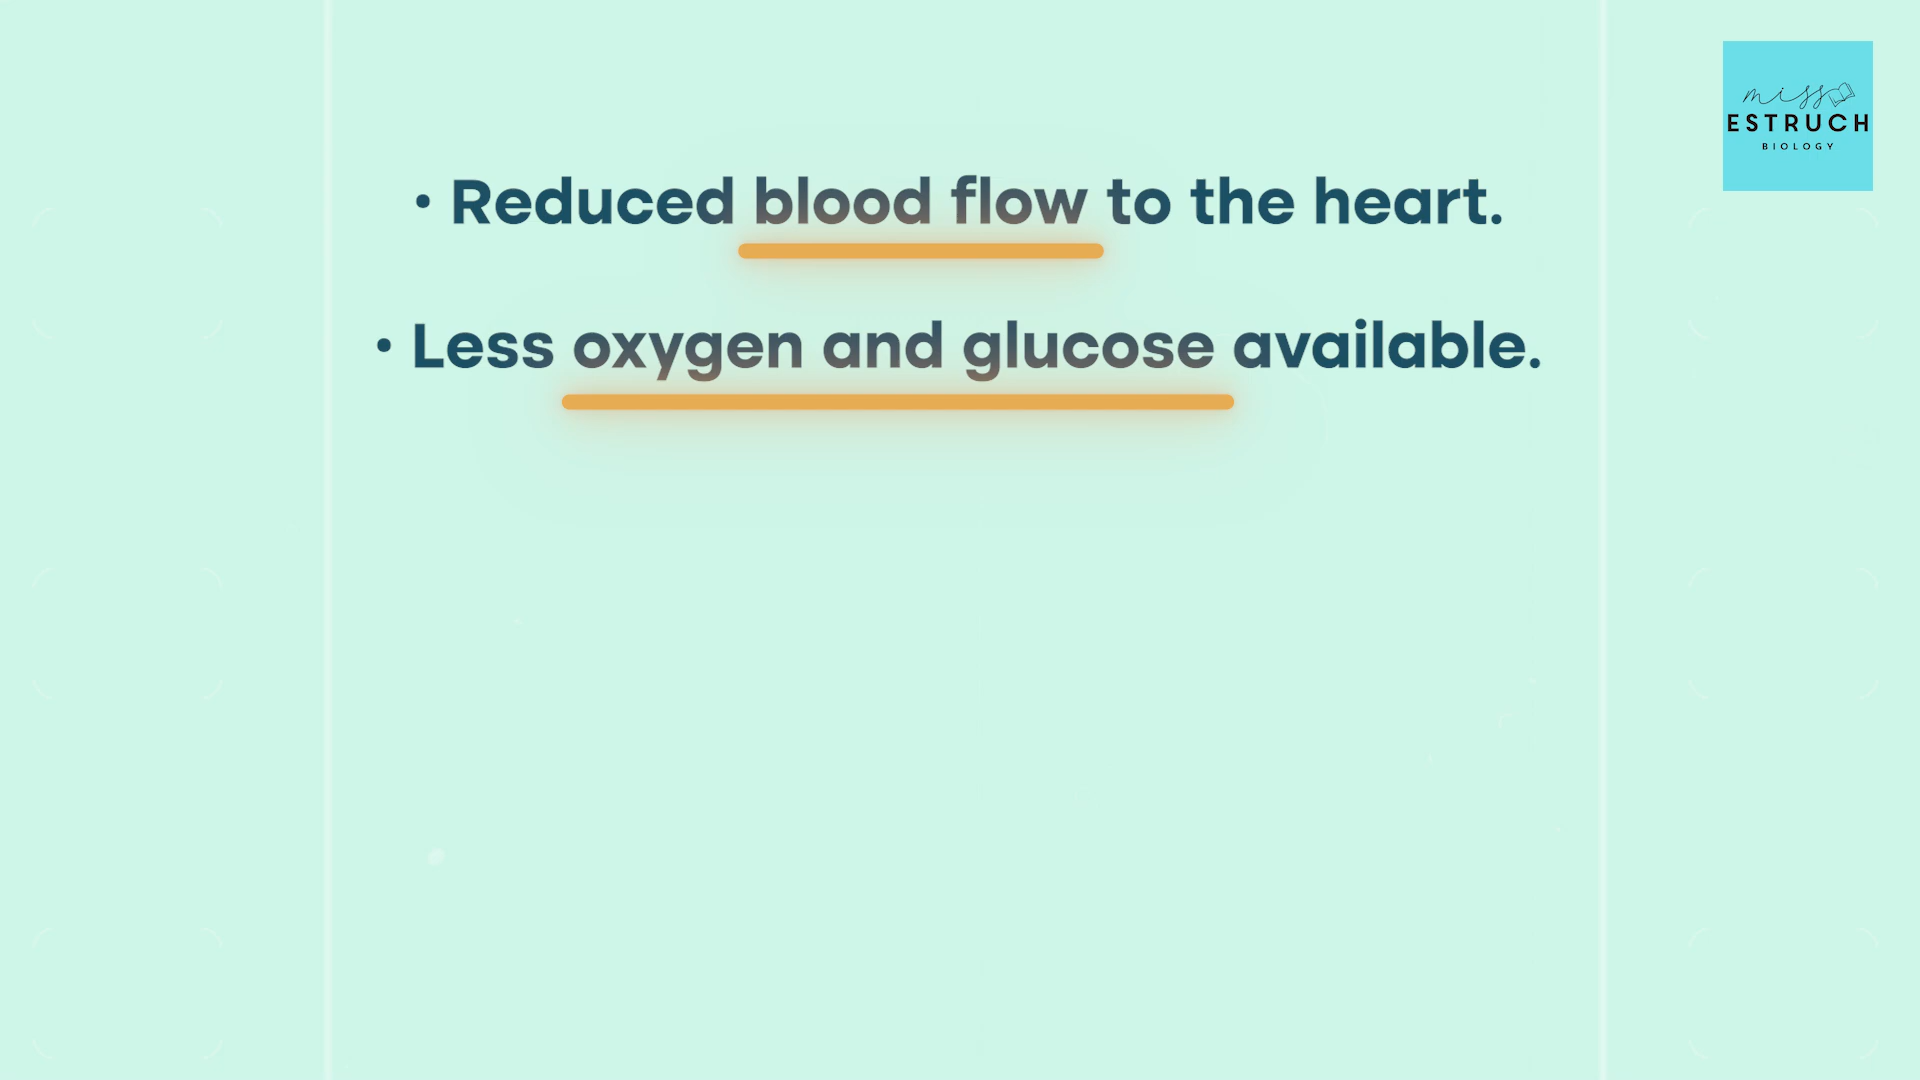 • Reduced blood flow to the heart.
• Less oxygen and glucose available.
miss
ESTRUCH
BIOLOGY